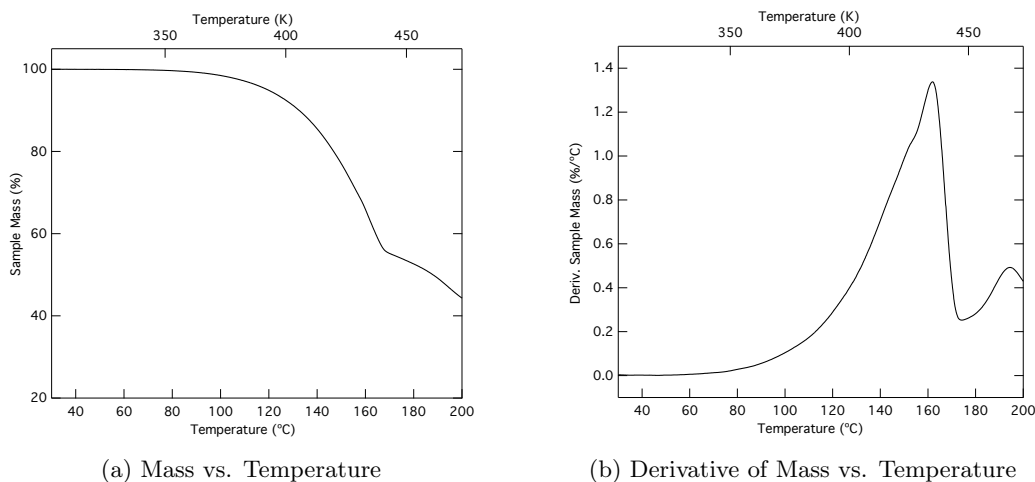 Temperature (K)
350 400 450
100
80
60
40
20
Sample Mass (%)
40 60 80 100 120 140 160 180 200
Temperature (ºC)
(a) Mass vs. Temperature
Temperature (K)
350 400 450
1.4
1.2
1.0
0.8
0.6
0.4
0.2
0.0
Deriv. Sample Mass (%/ºC)
40 60 80 100 120 140 160 180 200
Temperature (ºC)
(b) Derivative of Mass vs. Temperature